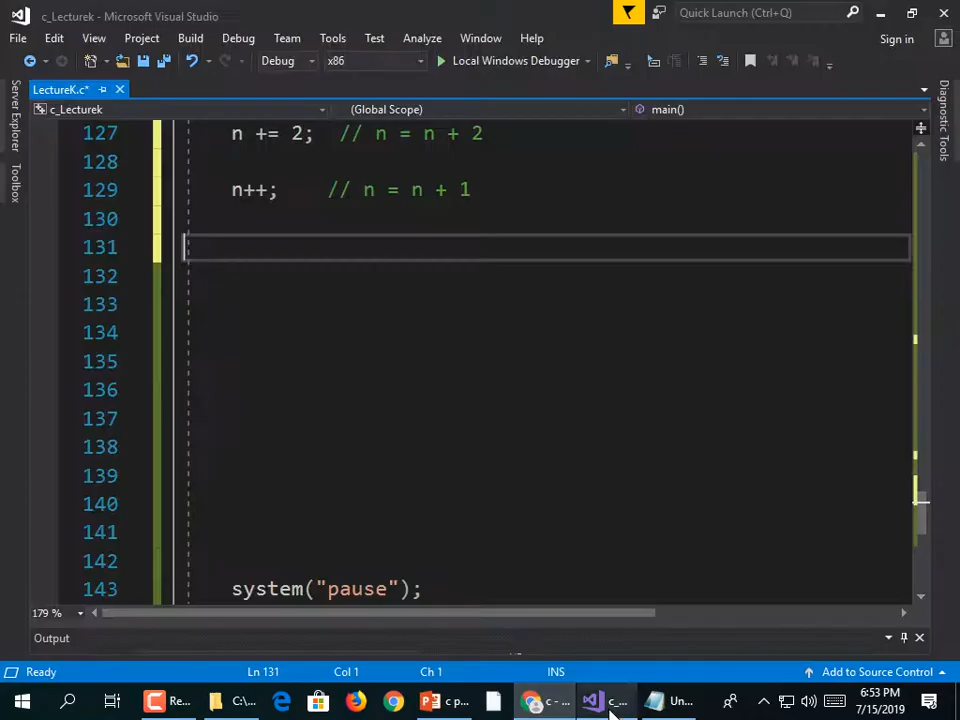 c_Lecturek - Microsoft Visual Studio
Quick Launch (Ctrl+Q)
File Edit View Project Build Debug Team Tools Test Analyze Window Help
Sign in
Debug x86 Local Windows Debugger
LectureK.c*
c_Lecturek (Global Scope) main()
Server Explorer
Toolbox
Diagnostic Tools
127 n += 2; // n = n + 2
128
129 n++; // n = n + 1
130
131
132
133
134
135
136
137
138
139
140
141
142
143 system("pause");
179 %
Output
Ready Ln 131 Col 1 Ch 1 INS Add to Source Control
Re... C:\... c p... c - ... c_... Un...
6:53 PM
7/15/2019